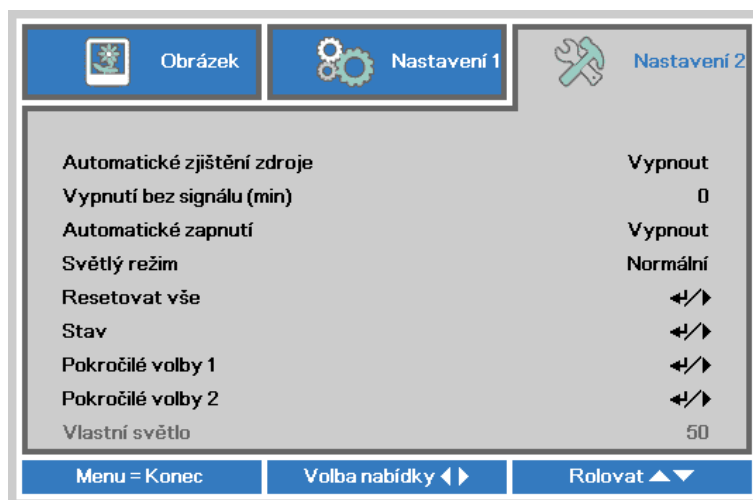 Obrázek Nastavení 1 Nastavení 2
Automatické zjištění zdroje Vypnout
Vypnutí bez signálu (min) 0
Automatické zapnutí Vypnout
Světlý režim Normální
Resetovat vše ↵/▶
Stav ↵/▶
Pokročilé volby 1 ↵/▶
Pokročilé volby 2 ↵/▶
Vlastní světlo 50
Menu = Konec Volba nabídky ◀▶ Rolovat ▲▼